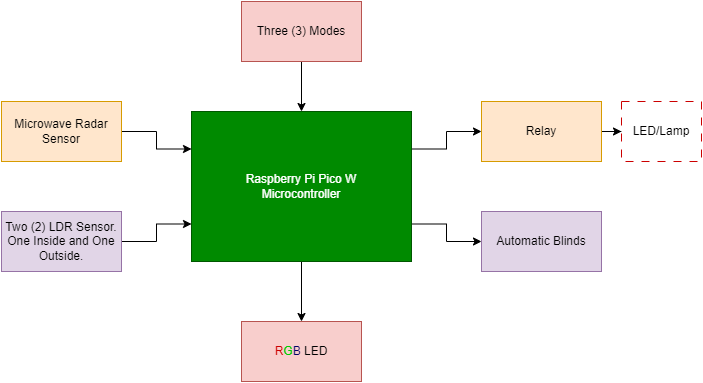 Three (3) Modes
Microwave Radar
Sensor
Raspberry Pi Pico W
Microcontroller
Relay
LED/Lamp
Two (2) LDR Sensor.
One Inside and One
Outside.
Automatic Blinds
RGB LED